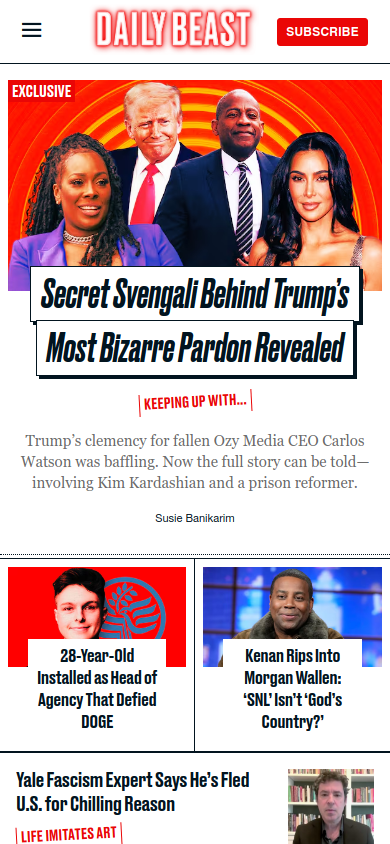 DAILY BEAST
SUBSCRIBE
EXCLUSIVE
Secret Svengali Behind Trump’s
Most Bizarre Pardon Revealed
KEEPING UP WITH...
Trump’s clemency for fallen Ozy Media CEO Carlos
Watson was baffling. Now the full story can be told—
involving Kim Kardashian and a prison reformer.
Susie Banikarim
28-Year-Old
Installed as Head of
Agency That Defied
DOGE
Kenan Rips Into
Morgan Wallen:
‘SNL’ Isn’t ‘God’s
Country?’
Yale Fascism Expert Says He’s Fled
U.S. for Chilling Reason
LIFE IMITATES ART